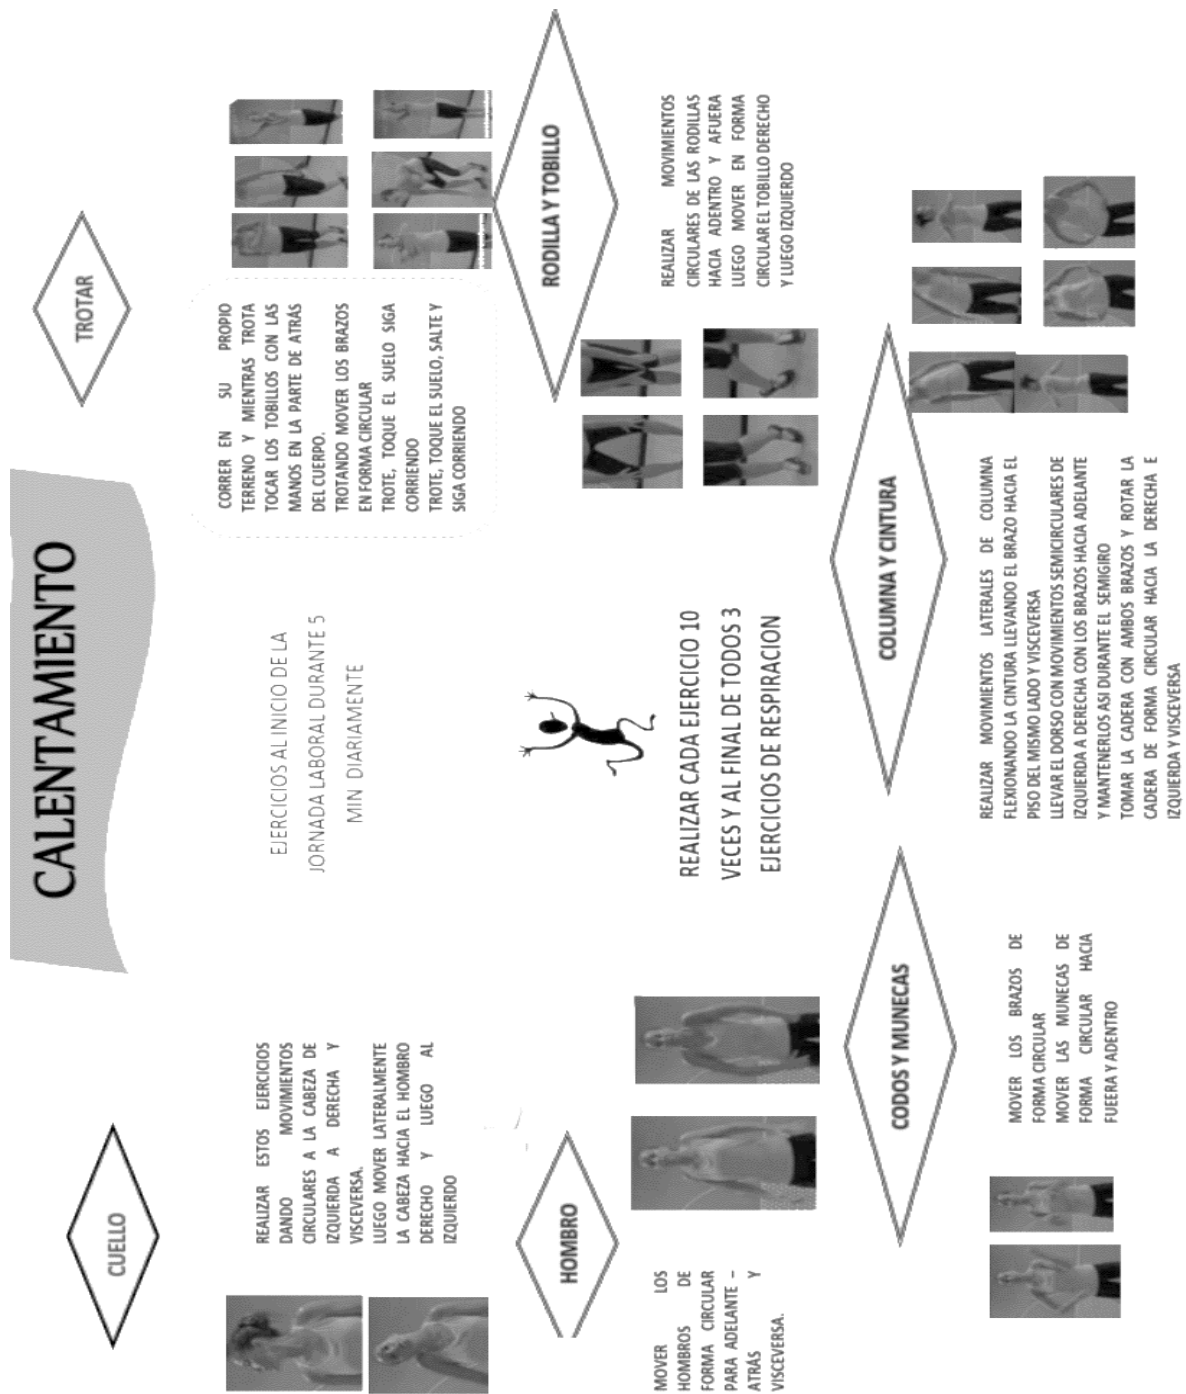 CALENTAMIENTO
CUELLO
REALIZAR ESTOS EJERCICIOS
DANDO MOVIMIENTOS
CIRCULARES A LA CABEZA DE
IZQUIERDA A DERECHA Y
VISCEVERSA.
LUEGO MOVER LATERALMENTE
LA CABEZA HACIA EL HOMBRO
DERECHO Y LUEGO AL
IZQUIERDO
EJERCICIOS AL INICIO DE LA
JORNADA LABORAL DURANTE 5
MIN DIARIAMENTE
TROTAR
CORRER EN SU PROPIO
TERRENO Y MIENTRAS TROTA
TOCAR LOS TOBILLOS CON LAS
MANOS EN LA PARTE DE ATRÁS
DEL CUERPO.
TROTANDO MOVER LOS BRAZOS
EN FORMA CIRCULAR
TROTE, TOQUE EL SUELO SIGA
CORRIENDO
TROTE, TOQUE EL SUELO, SALTE Y
SIGA CORRIENDO
HOMBRO
MOVER LOS
HOMBROS DE
FORMA CIRCULAR
PARA ADELANTE –
ATRÁS Y
VISCEVERSA.
REALIZAR CADA EJERCICIO 10
VECES Y AL FINAL DE TODOS 3
EJERCICIOS DE RESPIRACION
RODILLA Y TOBILLO
REALIZAR MOVIMIENTOS
CIRCULARES DE LAS RODILLAS
HACIA ADENTRO Y AFUERA
LUEGO MOVER EN FORMA
CIRCULAR EL TOBILLO DERECHO
Y LUEGO IZQUIERDO
CODOS Y MUNECAS
MOVER LOS BRAZOS DE
FORMA CIRCULAR
MOVER LAS MUNECAS DE
FORMA CIRCULAR HACIA
FUEERA Y ADENTRO
COLUMNA Y CINTURA
REALIZAR MOVIMIENTOS LATERALES DE COLUMNA
FLEXIONANDO LA CINTURA LLEVANDO EL BRAZO HACIA EL
PISO DEL MISMO LADO Y VISCEVERSA
LLEVAR EL DORSO CON MOVIMIENTOS SEMICIRCULARES DE
IZQUIERDA A DERECHA CON LOS BRAZOS HACIA ADELANTE
Y MANTENERLOS ASI DURANTE EL SEMIGIRO
TOMAR LA CADERA CON AMBOS BRAZOS Y ROTAR LA
CADERA DE FORMA CIRCULAR HACIA LA DERECHA E
IZQUIERDA Y VISCEVERSA